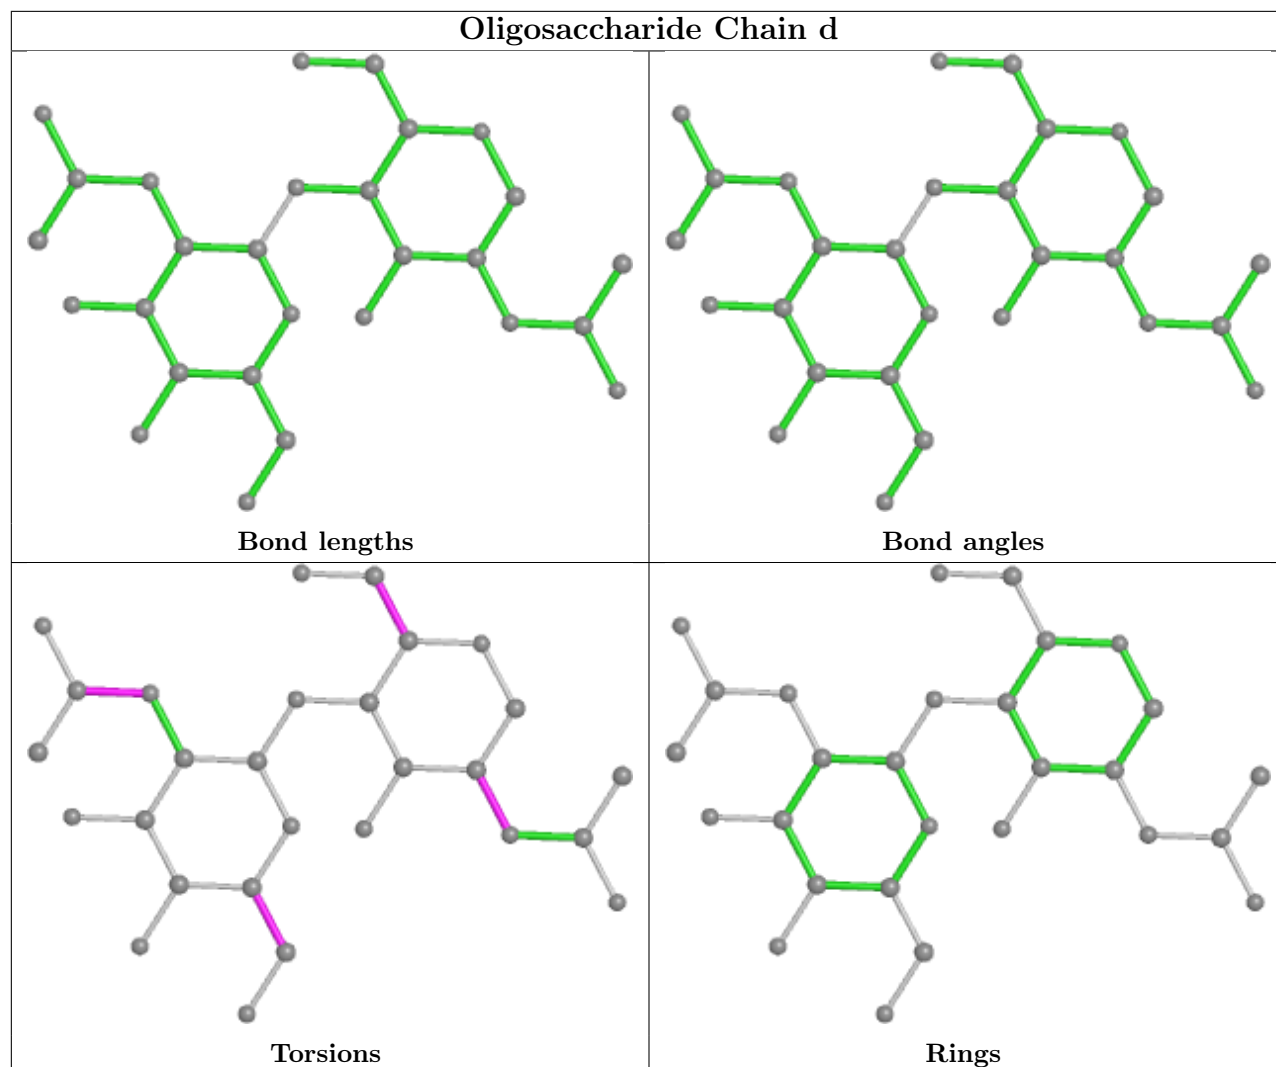 Oligosaccharide Chain d
Bond lengths
Bond angles
Torsions
Rings